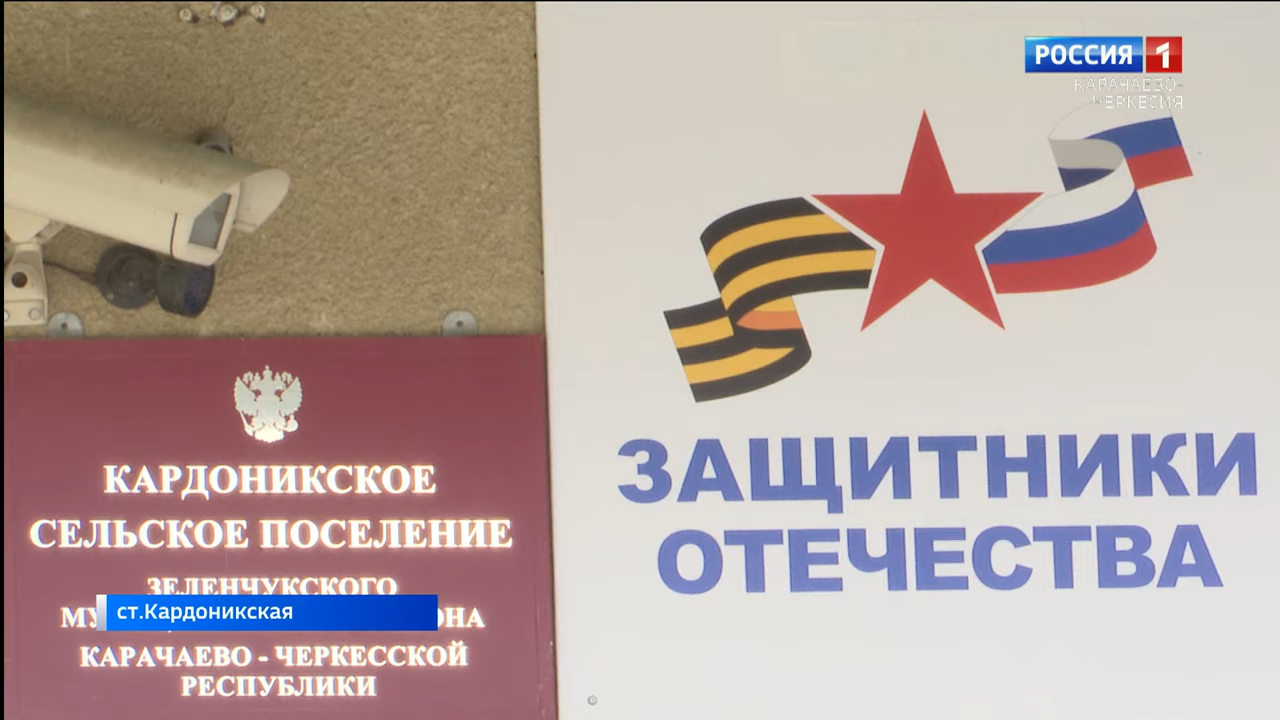 РОССИЯ 1
КАРАЧАЕВО-
ЧЕРКЕСИЯ
ЗАЩИТНИКИ
ОТЕЧЕСТВА
КАРДОНИКСКОЕ
СЕЛЬСКОЕ ПОСЕЛЕНИЕ
ЗЕЛЕНЧУКСКОГО
ст.Кардоникская
КАРАЧАЕВО - ЧЕРКЕССКОЙ
РЕСПУБЛИКИ